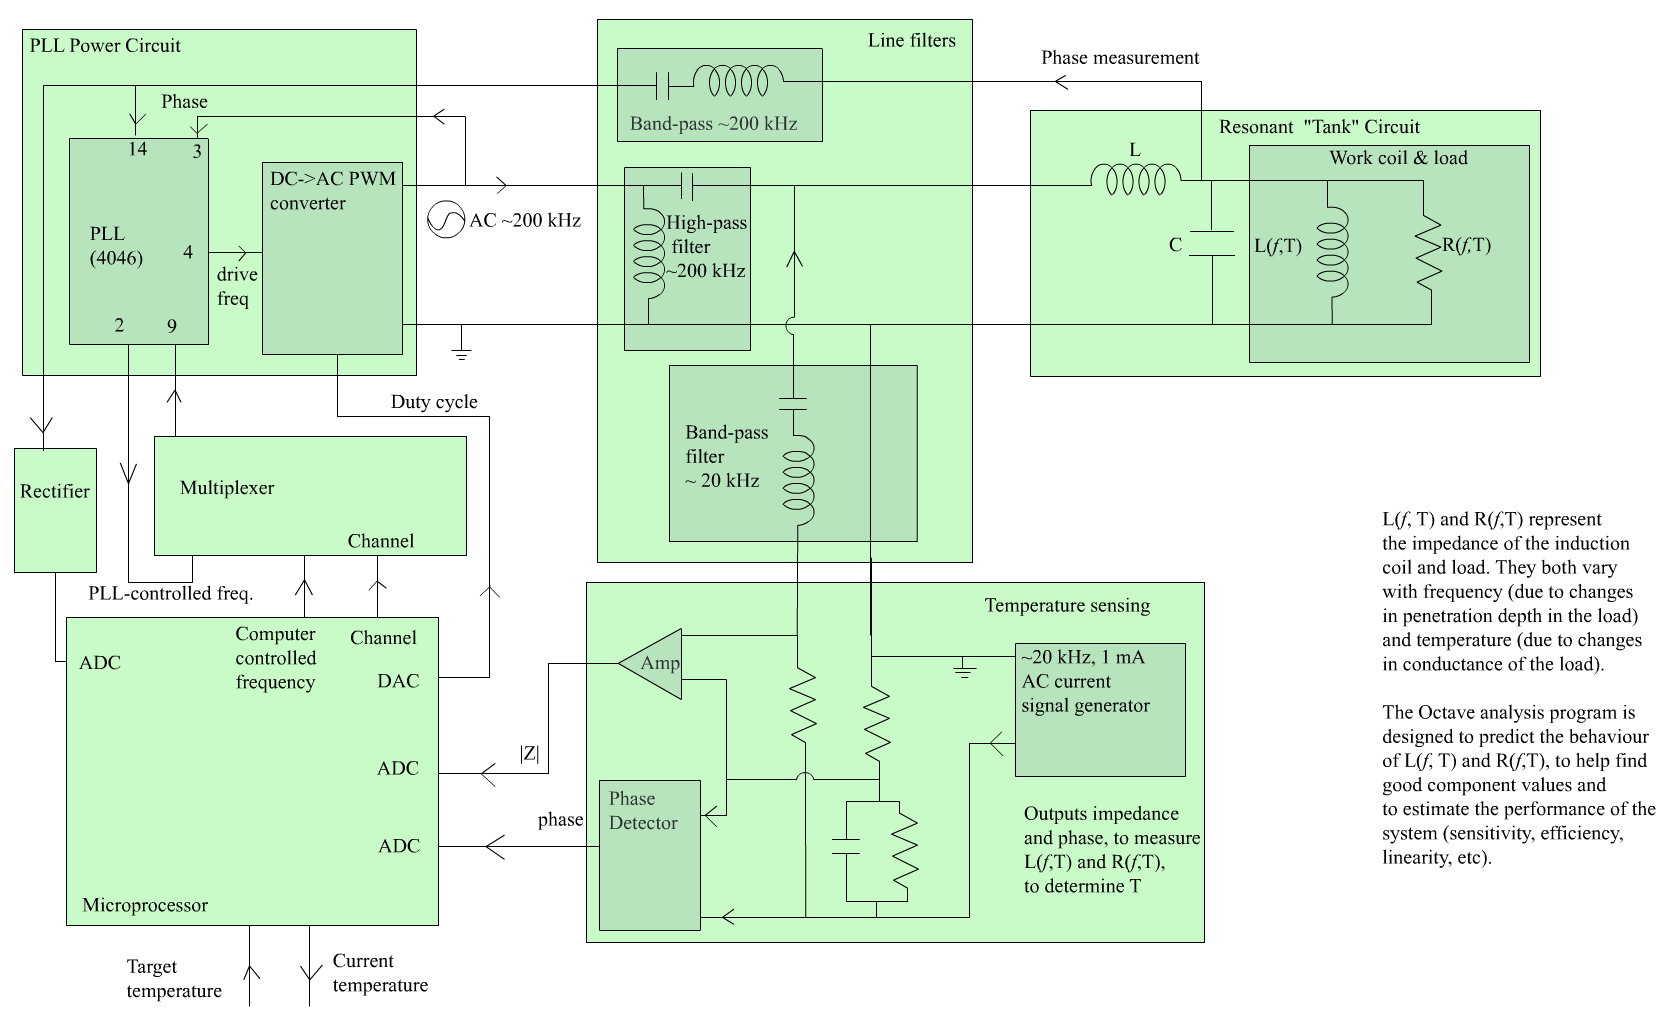 PLL Power Circuit
Phase
14
3
PLL
(4046)
4
2
9
drive
freq
DC->AC PWM
converter
AC ~200 kHz
Line filters
Band-pass ~200 kHz
High-pass
filter
~200 kHz
Band-pass
filter
~ 20 kHz
Phase measurement
Resonant "Tank" Circuit
Work coil & load
L
C
L(f,T)
R(f,T)
Duty cycle
Rectifier
Multiplexer
Channel
PLL-controlled freq.
ADC
Computer
controlled
frequency
Channel
DAC
ADC
ADC
Microprocessor
Target
temperature
Current
temperature
|Z|
phase
Temperature sensing
Amp
Phase
Detector
~20 kHz, 1 mA
AC current
signal generator
Outputs impedance
and phase, to measure
L(f,T) and R(f,T),
to determine T
L(f, T) and R(f,T) represent
the impedance of the induction
coil and load. They both vary
with frequency (due to changes
in penetration depth in the load)
and temperature (due to changes
in conductance of the load).
The Octave analysis program is
designed to predict the behaviour
of L(f, T) and R(f,T), to help find
good component values and
to estimate the performance of the
system (sensitivity, efficiency,
linearity, etc).